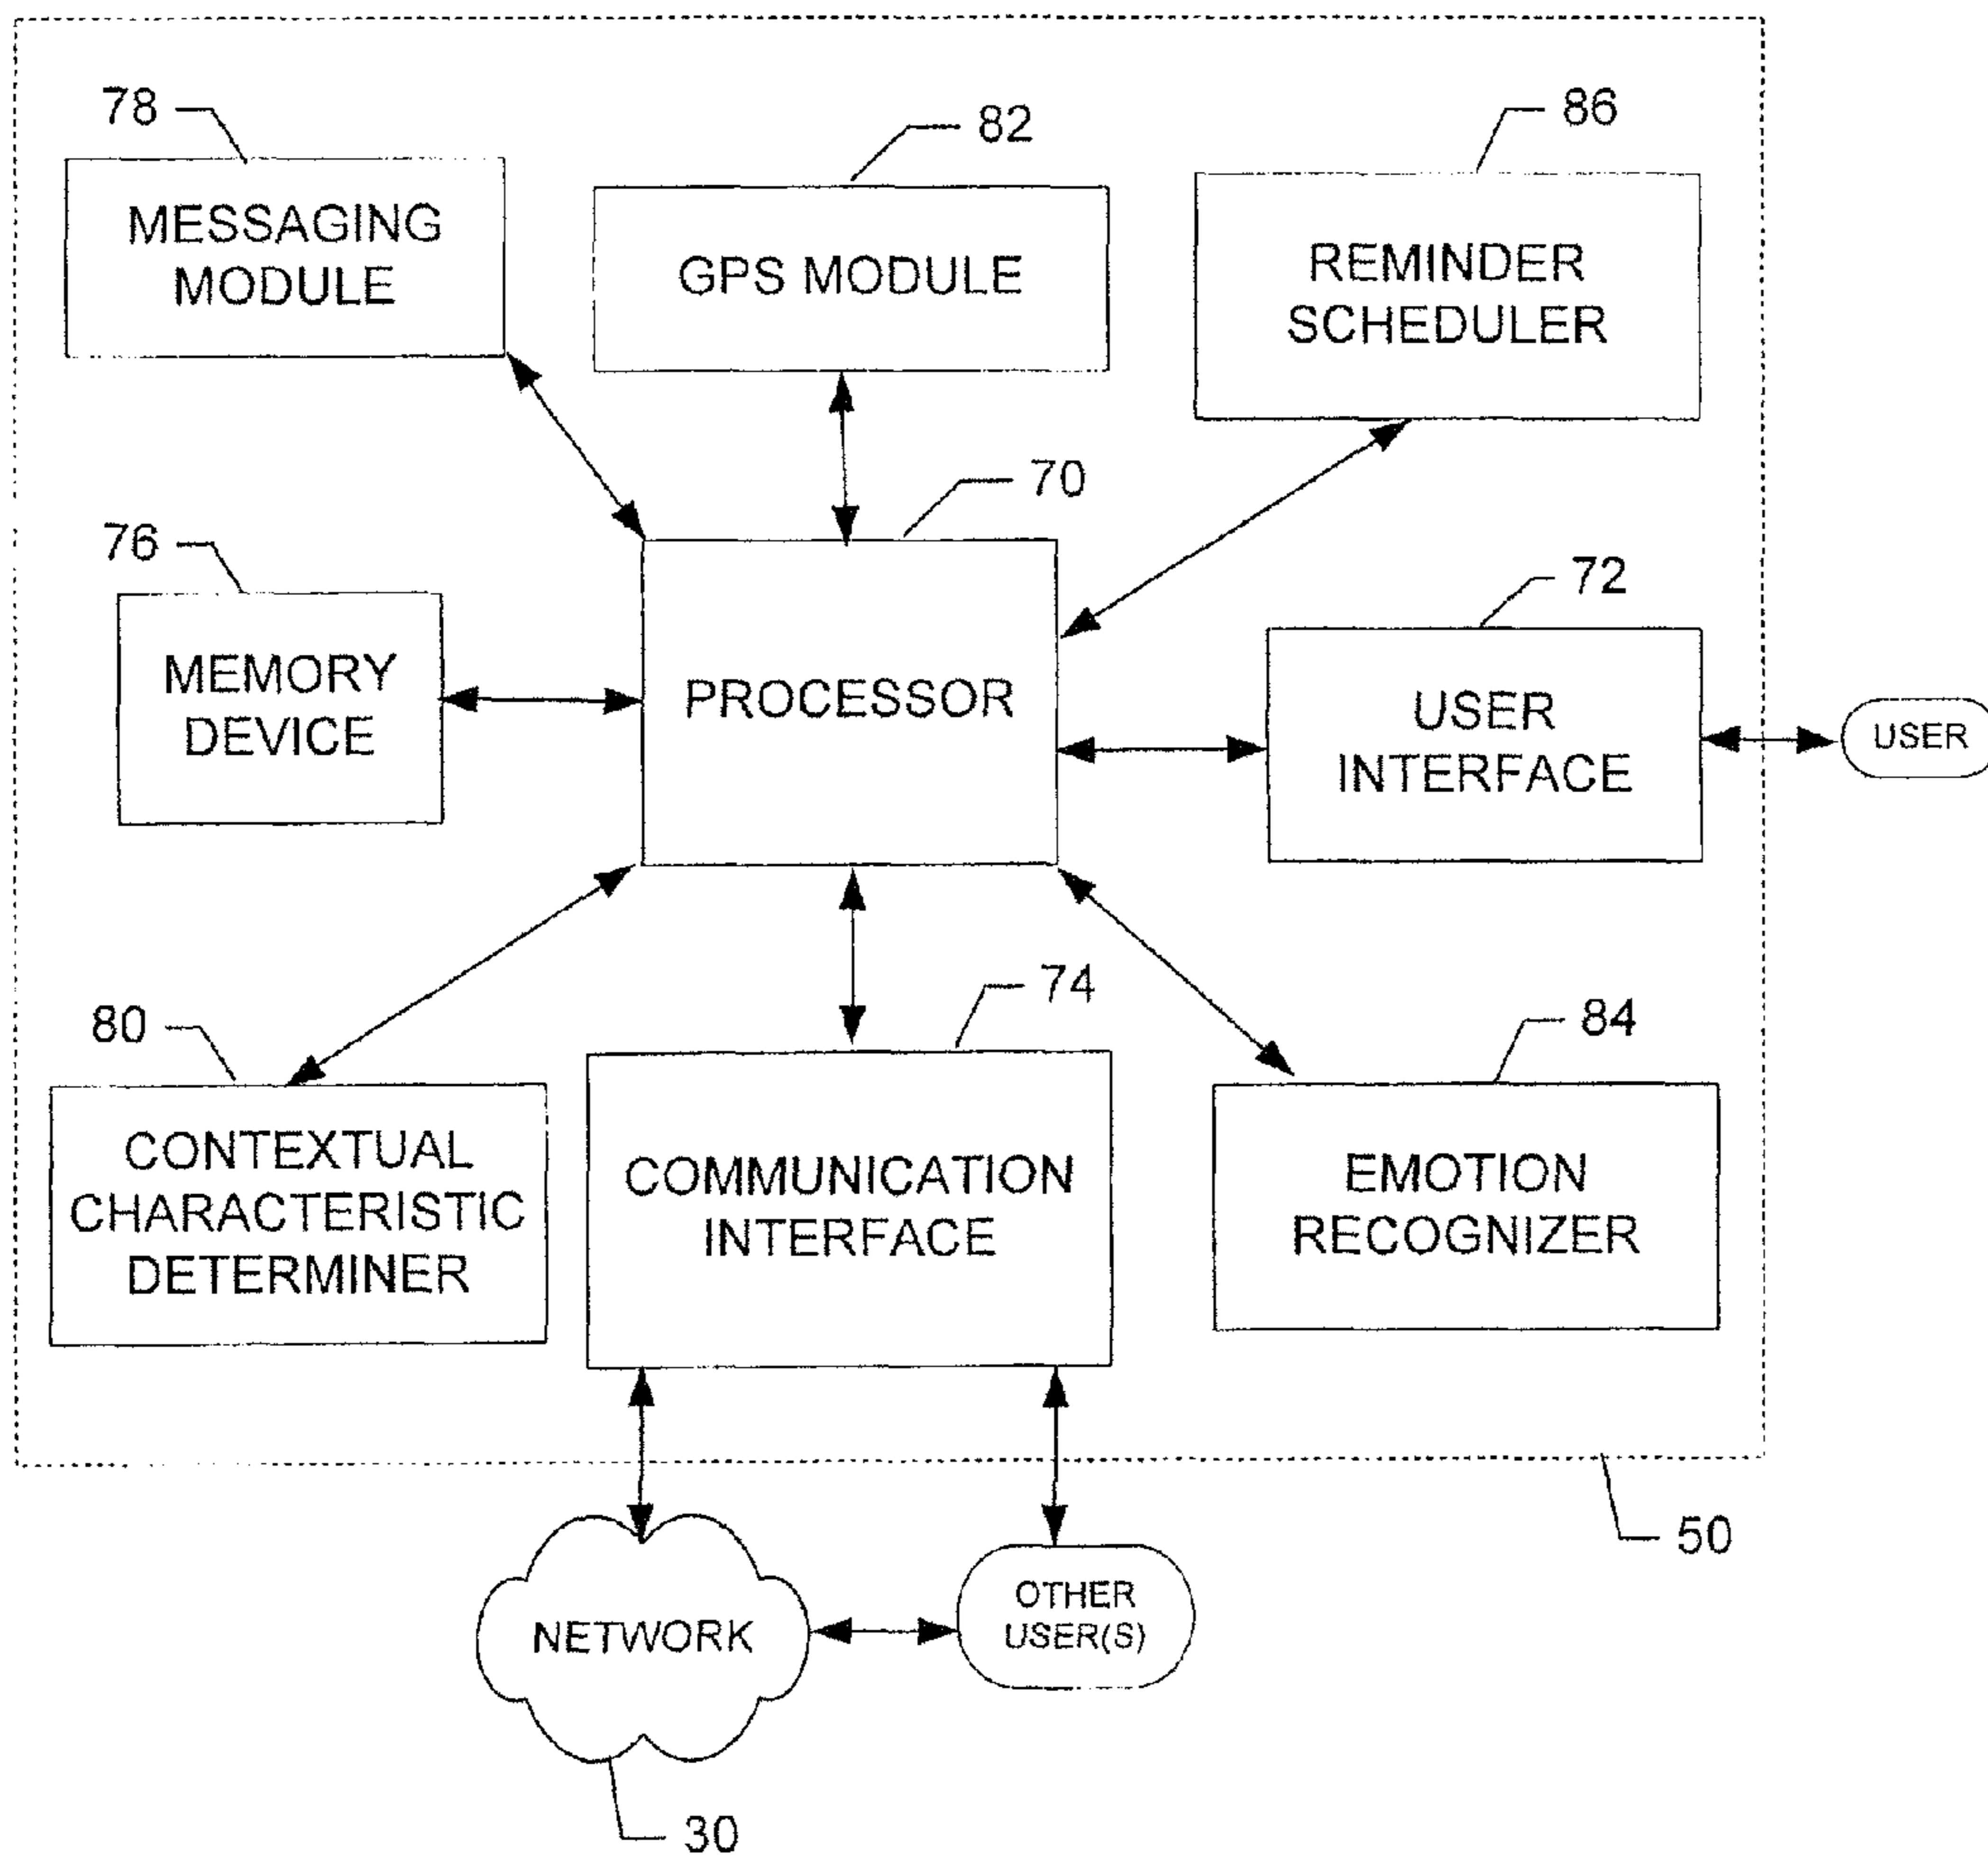 78
82
86
MESSAGING
MODULE
GPS MODULE
REMINDER
SCHEDULER
70
76
72
MEMORY
DEVICE
PROCESSOR
USER
INTERFACE
USER
74
80
84
CONTEXTUAL
CHARACTERISTIC
DETERMINER
COMMUNICATION
INTERFACE
EMOTION
RECOGNIZER
50
NETWORK
OTHER
USER(S)
30